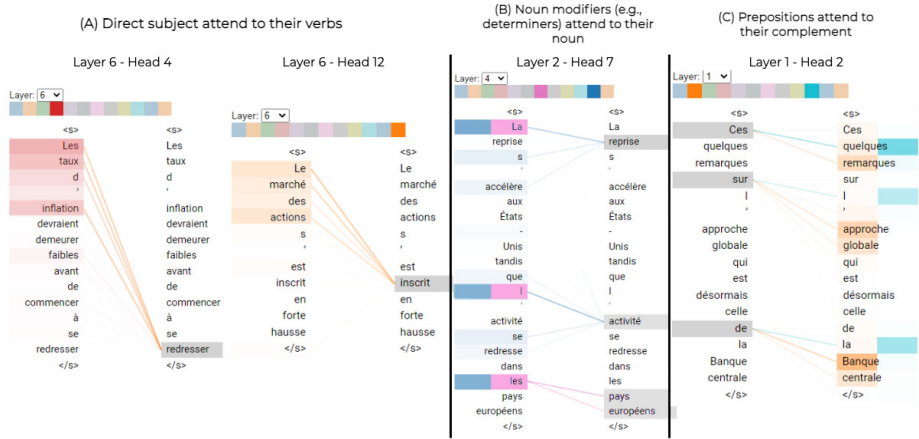 (A) Direct subject attend to their verbs
Layer 6 - Head 4
Layer: 6
<s> <s>
Les Les
taux taux
d d
' '
inflation inflation
devraient devraient
demeurer demeurer
faibles faibles
avant avant
de de
commencer commencer
à à
se se
redresser redresser
</s> </s>
Layer 6 - Head 12
Layer: 6
<s> <s>
Le Le
marché marché
des des
actions actions
s s
' '
est est
inscrit inscrit
en en
forte forte
hausse hausse
</s> </s>
(B) Noun modifiers (e.g.,
determiners) attend to their
noun
Layer 2 - Head 7
Layer: 4
<s> <s>
La La
reprise reprise
s s
' '
accélère accélère
aux aux
États États
- -
Unis Unis
tandis tandis
que que
l l
' '
activité activité
se se
redresse redresse
dans dans
les les
pays pays
européens européens
</s> </s>
(C) Prepositions attend to
their complement
Layer 1 - Head 2
Layer: 1
<s> <s>
Ces Ces
quelques quelques
remarques remarques
sur sur
l l
' '
approche approche
globale globale
qui qui
est est
désormais désormais
celle celle
de de
la la
Banque Banque
centrale centrale
</s> </s>